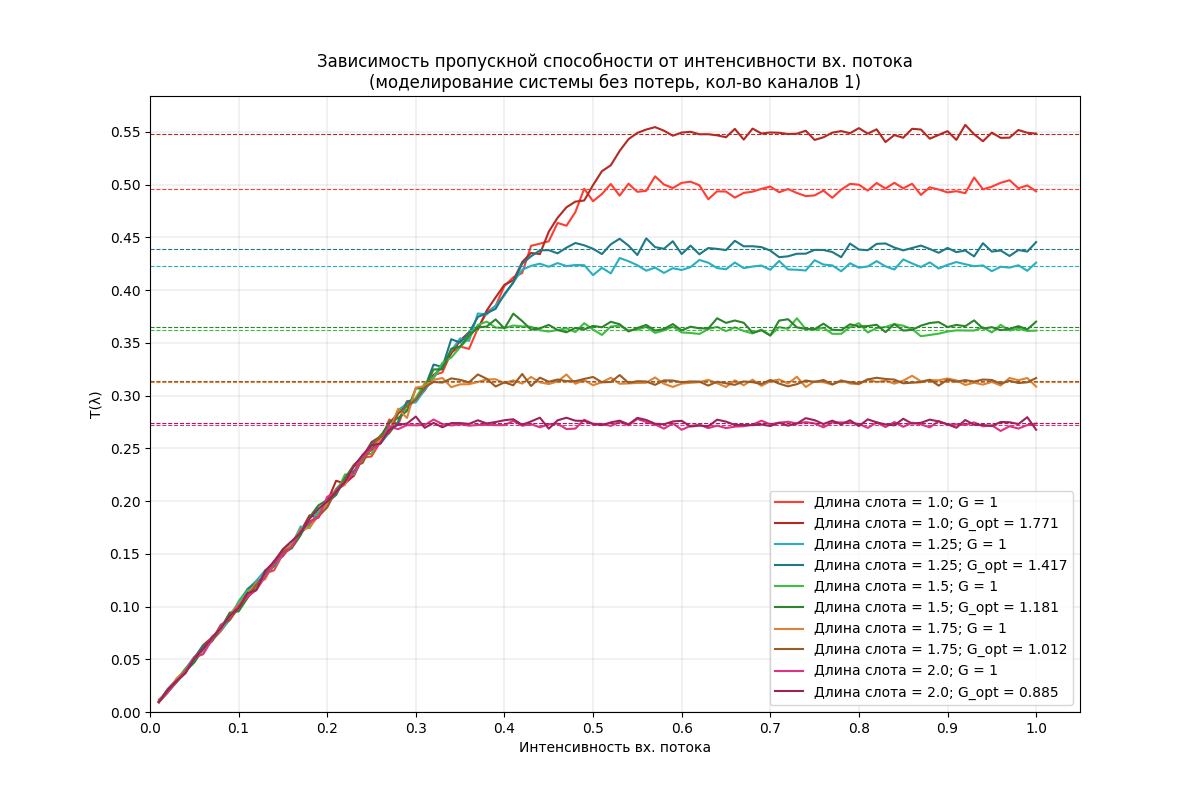 Зависимость пропускной способности от интенсивности вх. потока
(моделирование системы без потерь, кол-во каналов 1)
T(λ)
0.55
0.50
0.45
0.40
0.35
0.30
0.25
0.20
0.15
0.10
0.05
0.00
Длина слота = 1.0; G = 1
Длина слота = 1.0; G_opt = 1.771
Длина слота = 1.25; G = 1
Длина слота = 1.25; G_opt = 1.417
Длина слота = 1.5; G = 1
Длина слота = 1.5; G_opt = 1.181
Длина слота = 1.75; G = 1
Длина слота = 1.75; G_opt = 1.012
Длина слота = 2.0; G = 1
Длина слота = 2.0; G_opt = 0.885
0.0 0.1 0.2 0.3 0.4 0.5 0.6 0.7 0.8 0.9 1.0
Интенсивность вх. потока